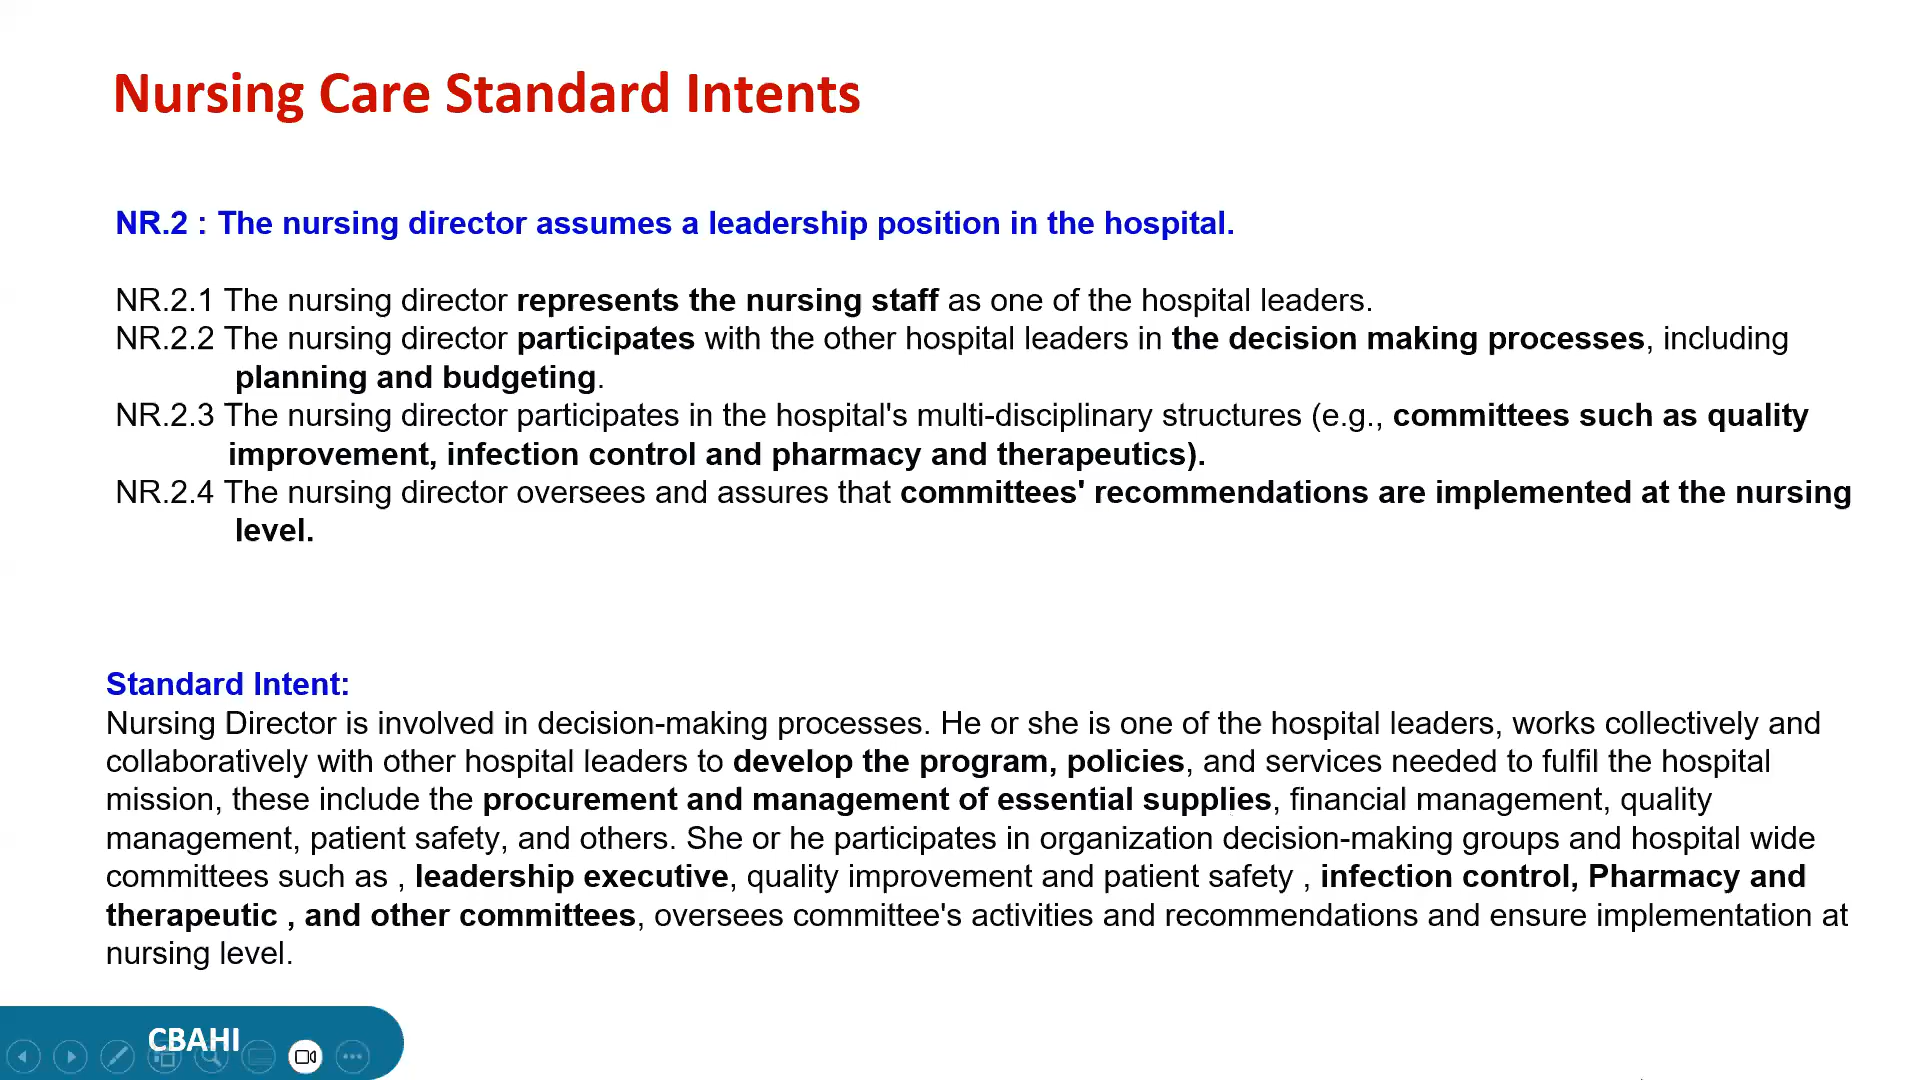 Nursing Care Standard Intents
NR.2 : The nursing director assumes a leadership position in the hospital.
NR.2.1 The nursing director represents the nursing staff as one of the hospital leaders.
NR.2.2 The nursing director participates with the other hospital leaders in the decision making processes, including
planning and budgeting.
NR.2.3 The nursing director participates in the hospital's multi-disciplinary structures (e.g., committees such as quality
improvement, infection control and pharmacy and therapeutics).
NR.2.4 The nursing director oversees and assures that committees' recommendations are implemented at the nursing
level.
Standard Intent:
Nursing Director is involved in decision-making processes. He or she is one of the hospital leaders, works collectively and
collaboratively with other hospital leaders to develop the program, policies, and services needed to fulfil the hospital
mission, these include the procurement and management of essential supplies, financial management, quality
management, patient safety, and others. She or he participates in organization decision-making groups and hospital wide
committees such as , leadership executive, quality improvement and patient safety , infection control, Pharmacy and
therapeutic , and other committees, oversees committee's activities and recommendations and ensure implementation at
nursing level.
CBAHI